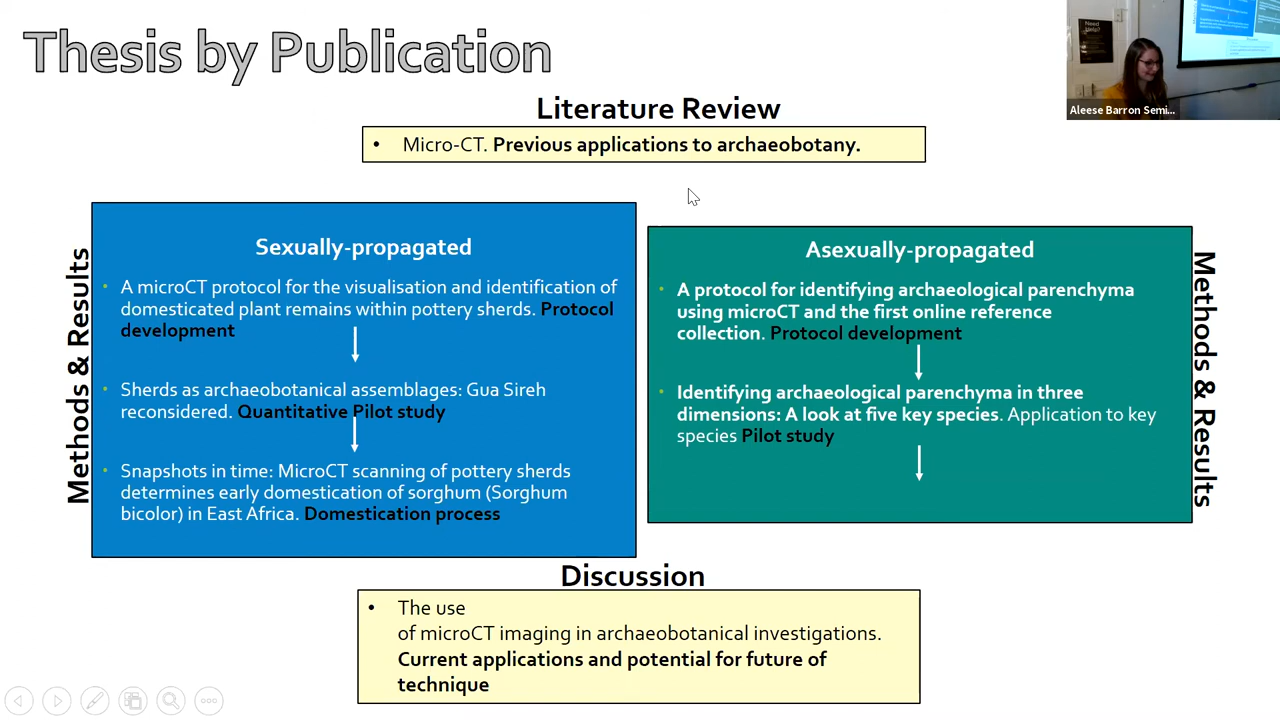 Thesis by Publication
Need
Help?
Aleese Barron Semi...
Literature Review
• Micro-CT. Previous applications to archaeobotany.
Methods & Results
Sexually-propagated
• A microCT protocol for the visualisation and identification of
domesticated plant remains within pottery sherds. Protocol
development
• Sherds as archaeobotanical assemblages: Gua Sireh
reconsidered. Quantitative Pilot study
• Snapshots in time: MicroCT scanning of pottery sherds
determines early domestication of sorghum (Sorghum
bicolor) in East Africa. Domestication process
Asexually-propagated
• A protocol for identifying archaeological parenchyma
using microCT and the first online reference
collection. Protocol development
• Identifying archaeological parenchyma in three
dimensions: A look at five key species. Application to key
species Pilot study
Methods & Results
Discussion
• The use
of microCT imaging in archaeobotanical investigations.
Current applications and potential for future of
technique